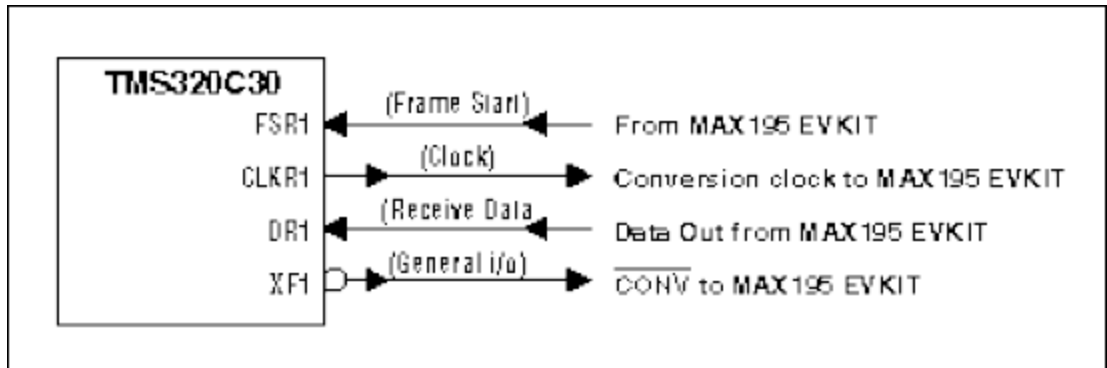 TMS320C30
FSR1 (Frame Start) From MAX195 EVKIT
CLKR1 (Clock) Conversion clock to MAX195 EVKIT
DR1 (Receive Data Data Out from MAX195 EVKIT
XF1 (General i/o) CONV to MAX195 EVKIT